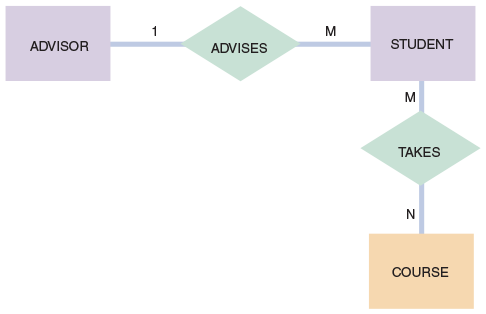 ADVISOR
1
ADVISES
M
STUDENT
M
TAKES
N
COURSE